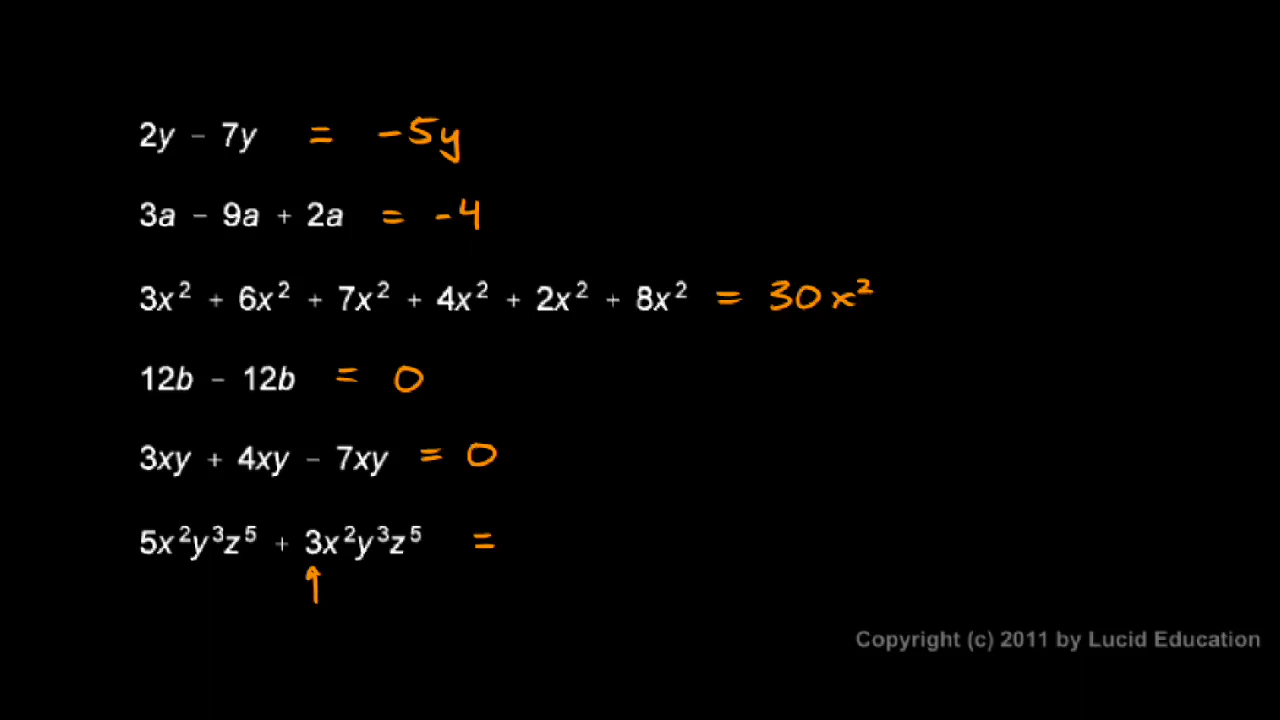 2y − 7y = -5y
3a − 9a + 2a = -4
3x² + 6x² + 7x² + 4x² + 2x² + 8x² = 30x²
12b − 12b = 0
3xy + 4xy − 7xy = 0
5x²y³z⁵ + 3x²y³z⁵ =
↑
Copyright (c) 2011 by Lucid Education